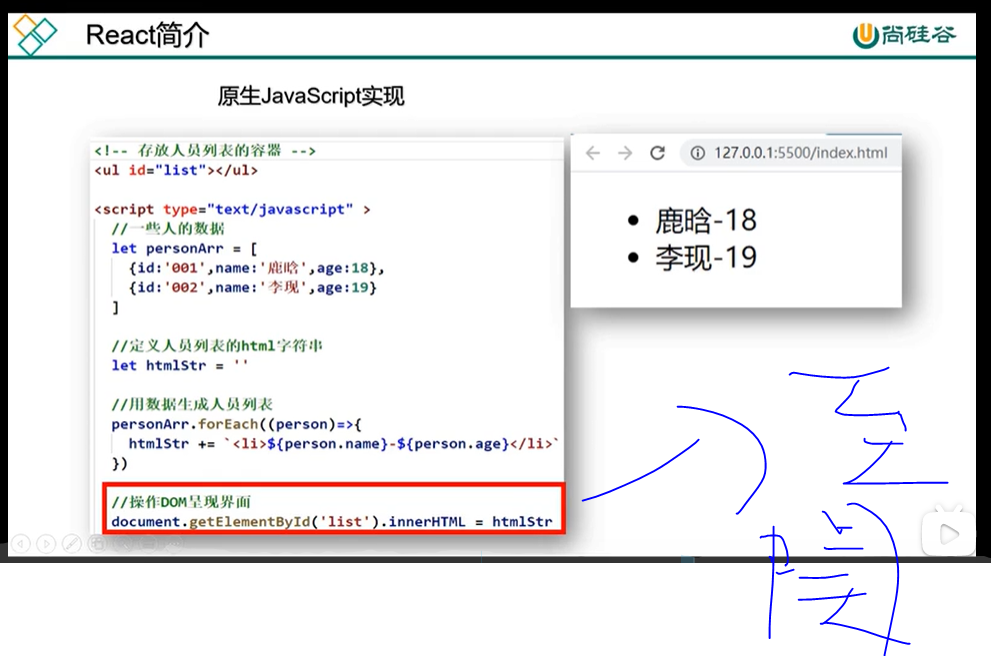 React简介
尚硅谷
原生JavaScript实现
<!-- 存放人员列表的容器 -->
<ul id="list"></ul>
<script type="text/javascript" >
//一些人的数据
let personArr = [
{id:'001',name:'鹿晗',age:18},
{id:'002',name:'李现',age:19}
]
//定义人员列表的html字符串
let htmlStr = ''
//用数据生成人员列表
personArr.forEach((person)=>{
htmlStr += `<li>${person.name}-${person.age}</li>`
})
//操作DOM呈现界面
document.getElementById('list').innerHTML = htmlStr
127.0.0.1:5500/index.html
鹿晗-18
李现-19